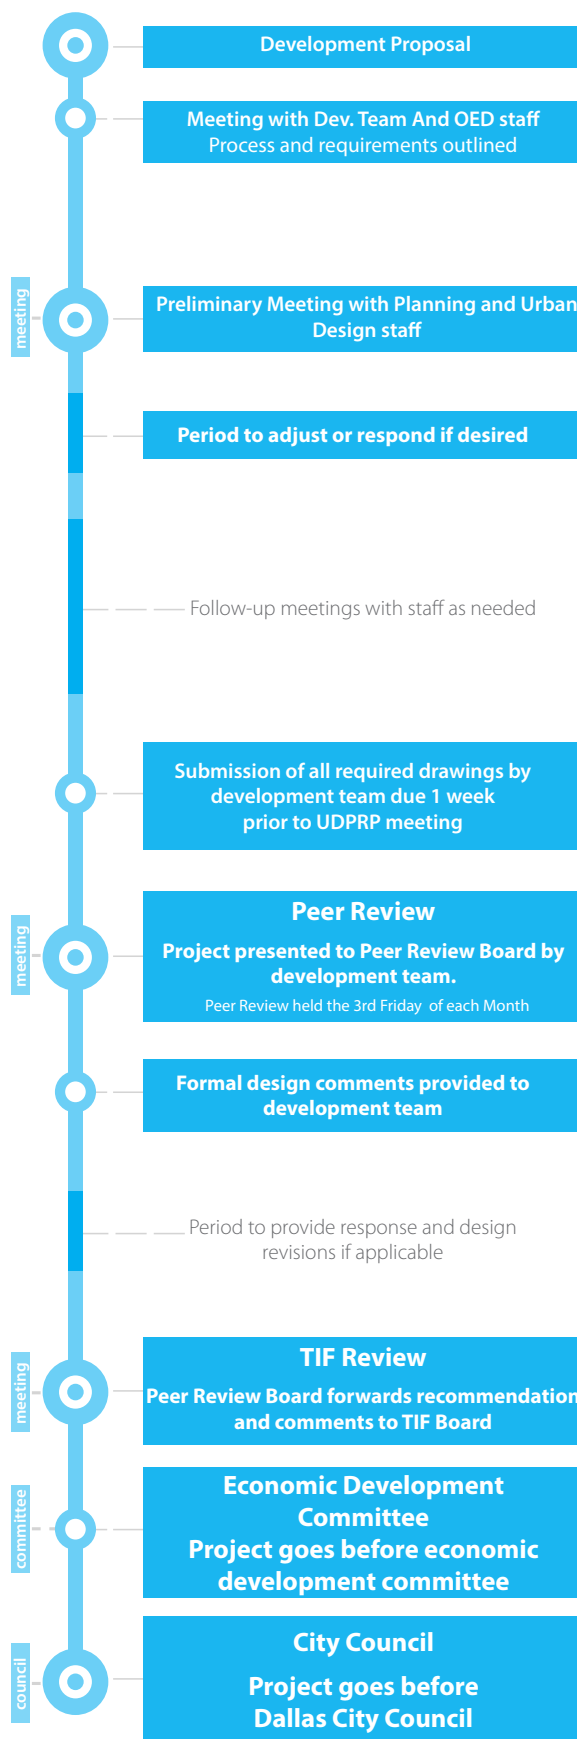 Development Proposal
Meeting with Dev. Team And OED staff
Process and requirements outlined
meeting
Preliminary Meeting with Planning and Urban
Design staff
Period to adjust or respond if desired
Follow-up meetings with staff as needed
Submission of all required drawings by
development team due 1 week
prior to UDPRP meeting
meeting
Peer Review
Project presented to Peer Review Board by
development team.
Peer Review held the 3rd Friday of each Month
Formal design comments provided to
development team
Period to provide response and design
revisions if applicable
meeting
TIF Review
Peer Review Board forwards recommendation
and comments to TIF Board
committee
Economic Development
Committee
Project goes before economic
development committee
council
City Council
Project goes before
Dallas City Council